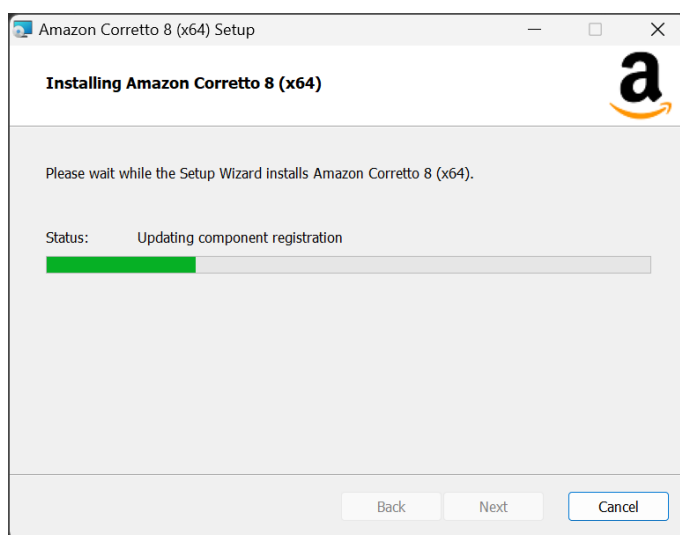 Amazon Corretto 8 (x64) Setup
Installing Amazon Corretto 8 (x64)
a
Please wait while the Setup Wizard installs Amazon Corretto 8 (x64).
Status: Updating component registration
Back Next Cancel